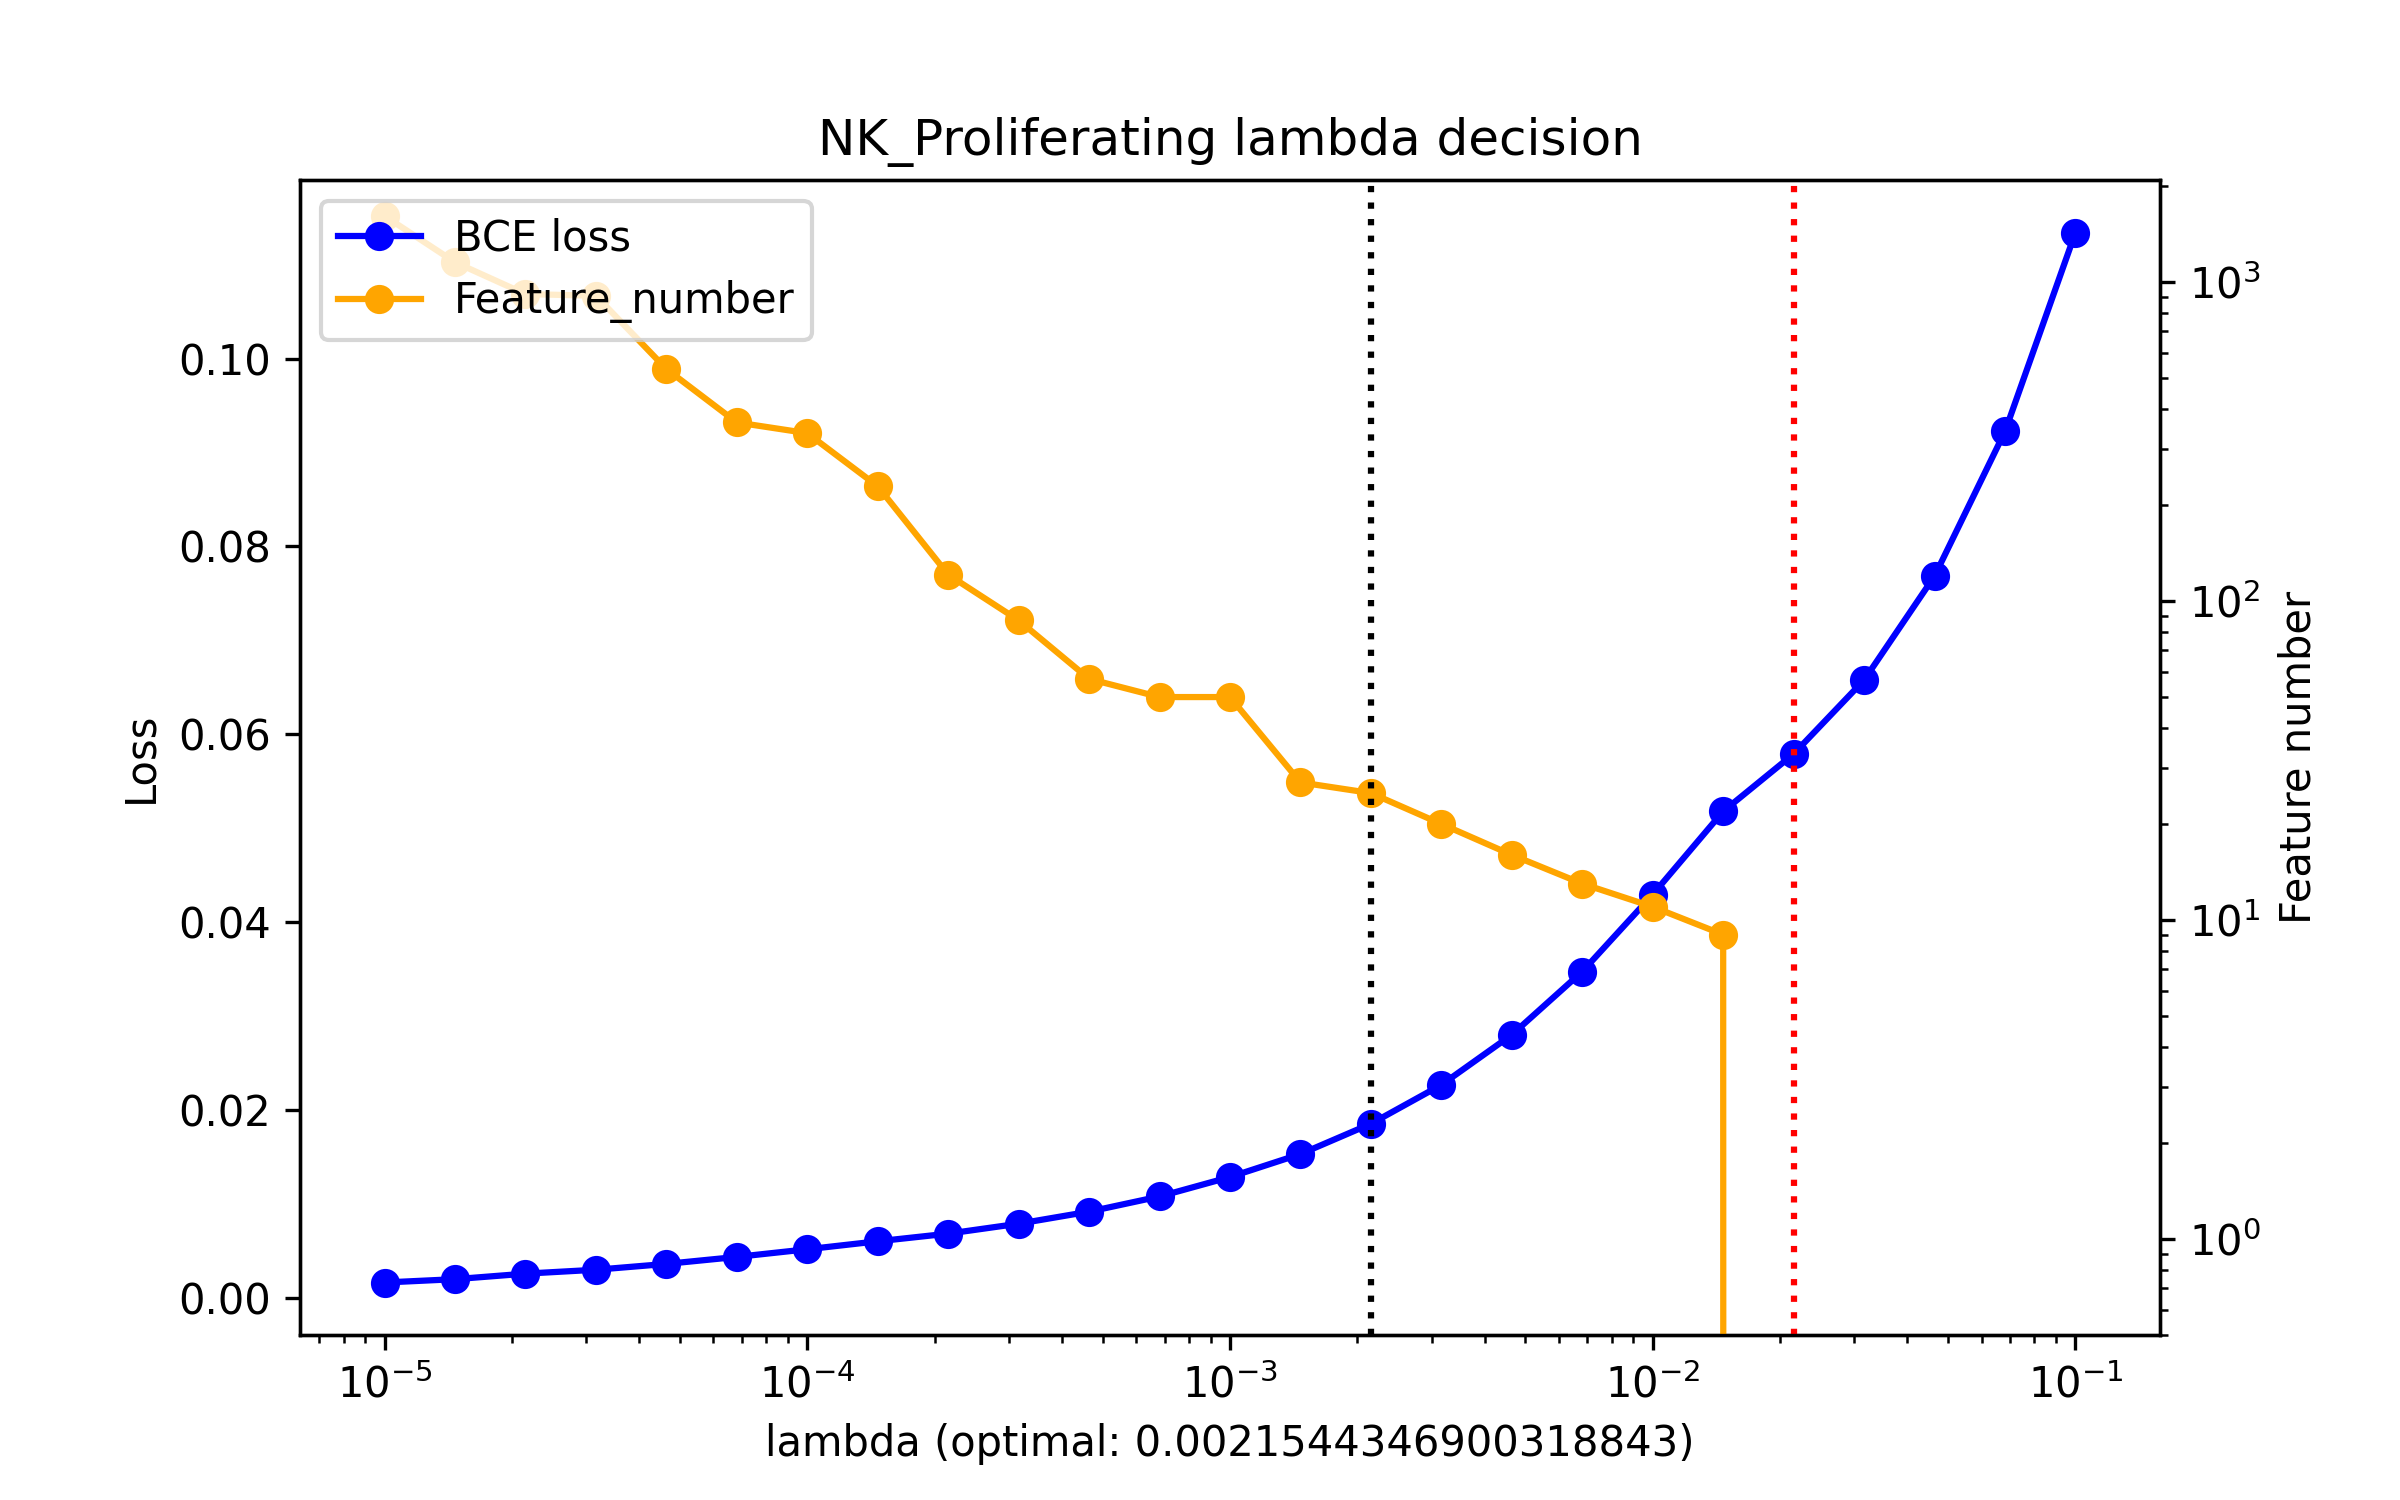 NK_Proliferating lambda decision
BCE loss
Feature_number
Loss
0.10
0.08
0.06
0.04
0.02
0.00
10³
10²
10¹
10⁰
Feature number
10⁻⁵ 10⁻⁴ 10⁻³ 10⁻² 10⁻¹
lambda (optimal: 0.0021544346900318843)